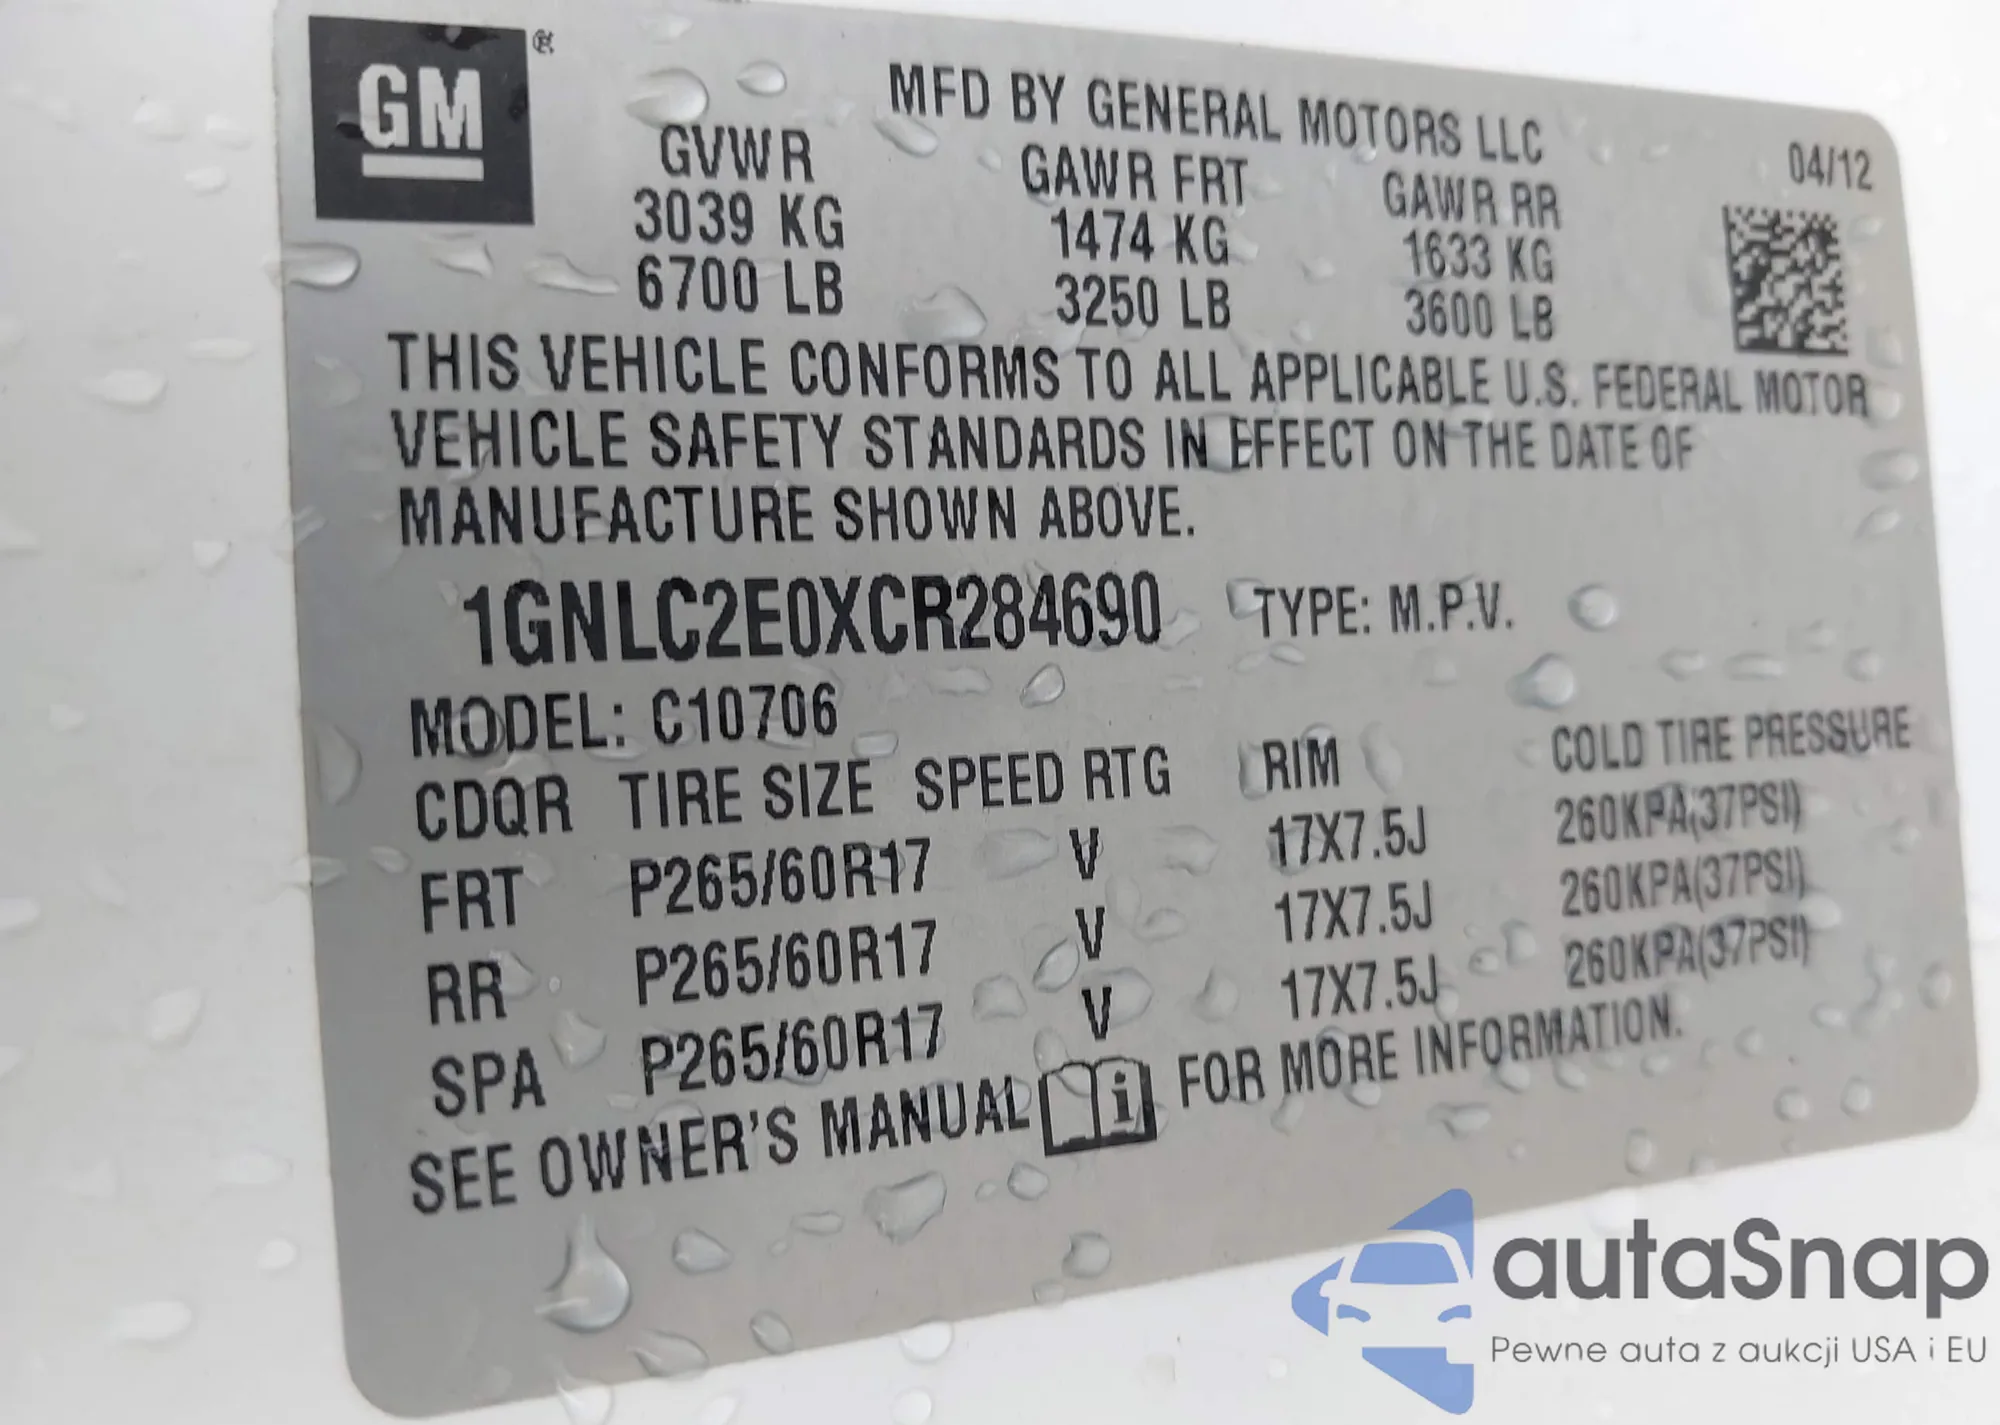 GM ®
MFD BY GENERAL MOTORS LLC
04/12
GVWR GAWR FRT GAWR RR
3039 KG 1474 KG 1633 KG
6700 LB 3250 LB 3600 LB
THIS VEHICLE CONFORMS TO ALL APPLICABLE U.S. FEDERAL MOTOR
VEHICLE SAFETY STANDARDS IN EFFECT ON THE DATE OF
MANUFACTURE SHOWN ABOVE.
1GNLC2E0XCR284690 TYPE: M.P.V.
MODEL: C10706
CDQR TIRE SIZE SPEED RTG RIM COLD TIRE PRESSURE
FRT P265/60R17 V 17X7.5J 260KPA(37PSI)
RR P265/60R17 V 17X7.5J 260KPA(37PSI)
SPA P265/60R17 V 17X7.5J 260KPA(37PSI)
SEE OWNER'S MANUAL i FOR MORE INFORMATION.
autaSnap
Pewne auta z aukcji USA i EU